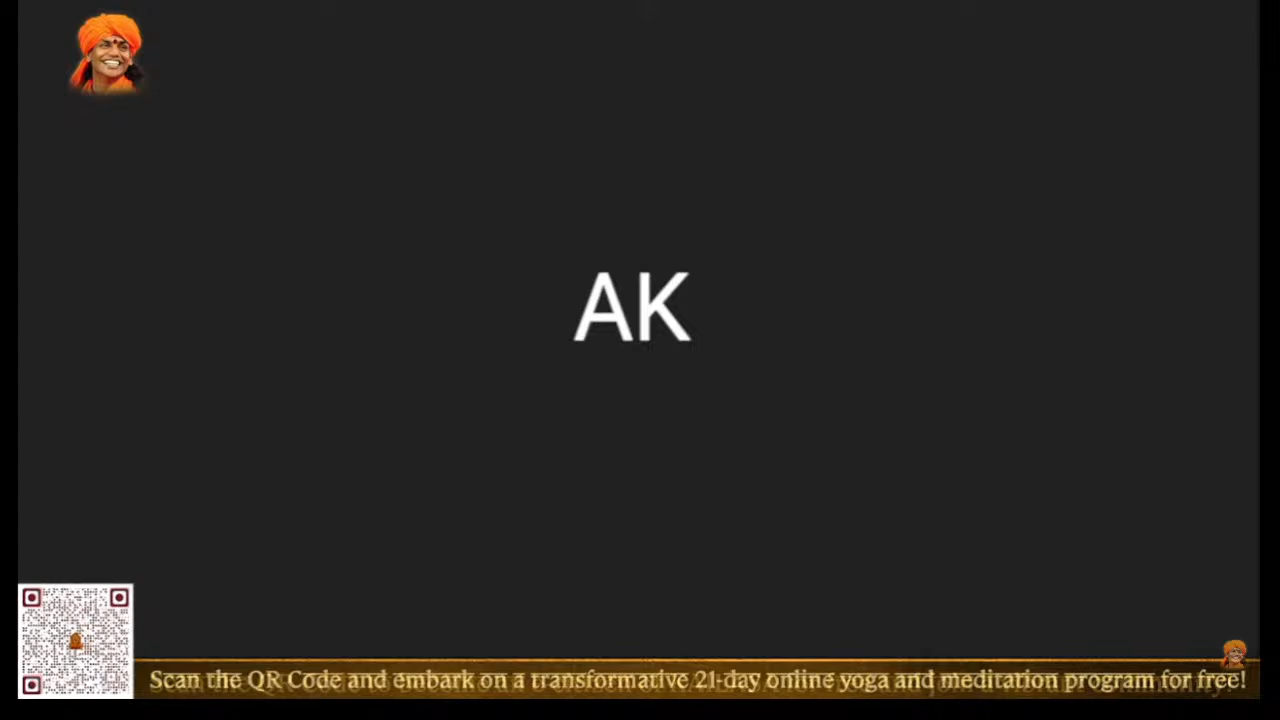 AK
Scan the QR Code and embark on a transformative 21-day online yoga and meditation program for free!